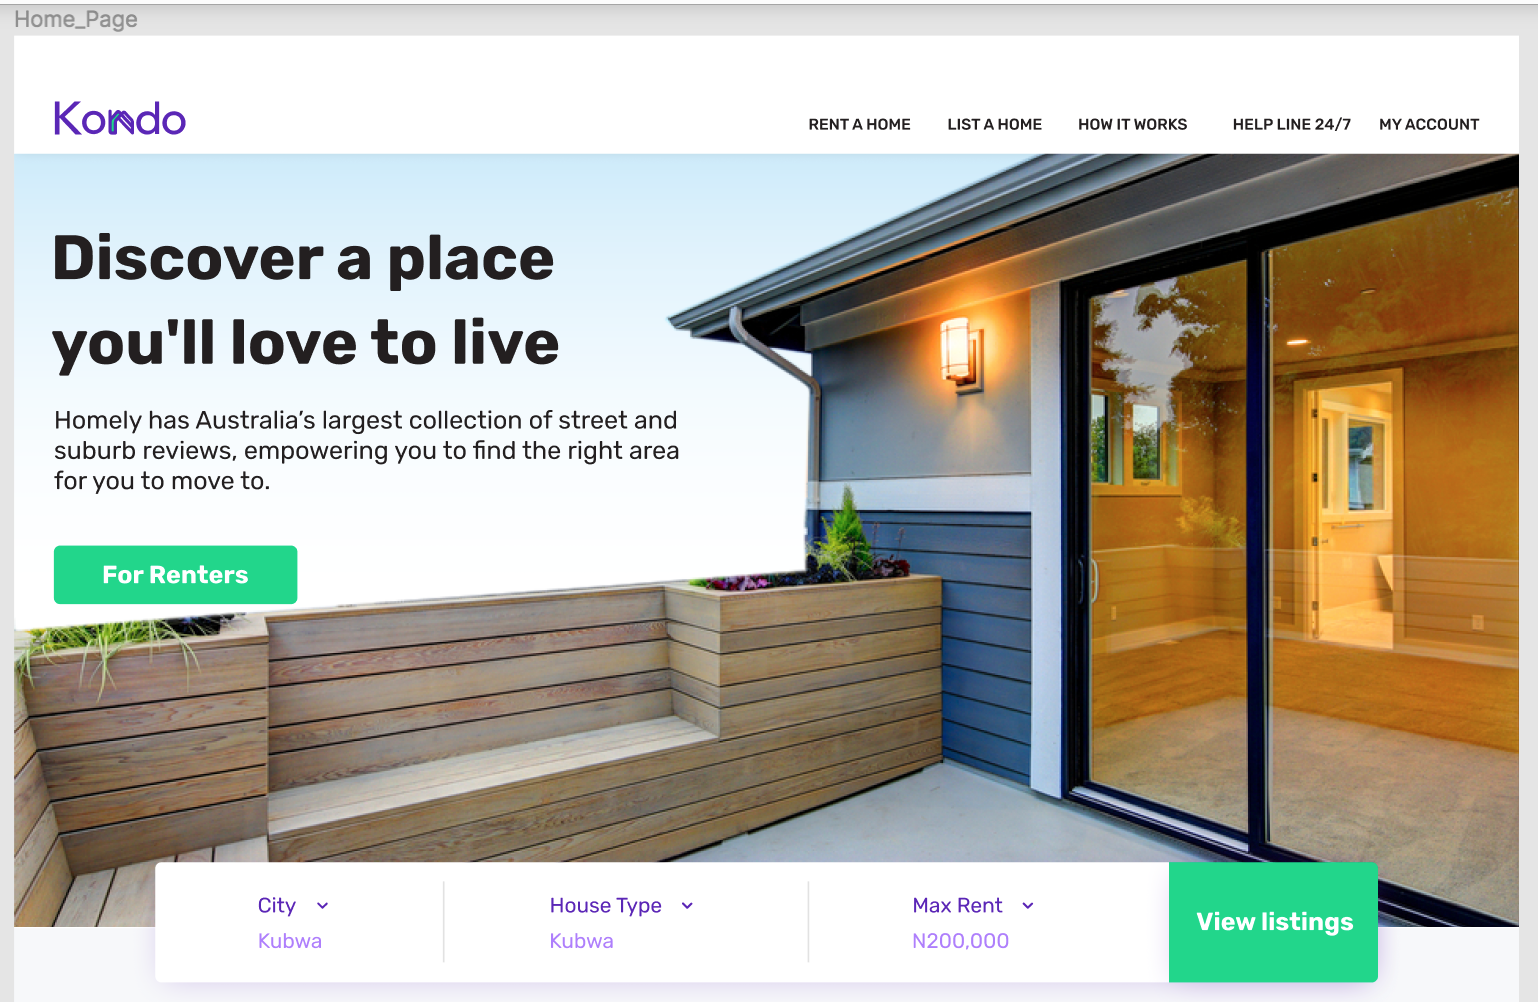 Home_Page
Kondo
RENT A HOME LIST A HOME HOW IT WORKS HELP LINE 24/7 MY ACCOUNT
Discover a place
you'll love to live
Homely has Australia’s largest collection of street and
suburb reviews, empowering you to find the right area
for you to move to.
For Renters
City House Type Max Rent
Kubwa Kubwa N200,000
View listings